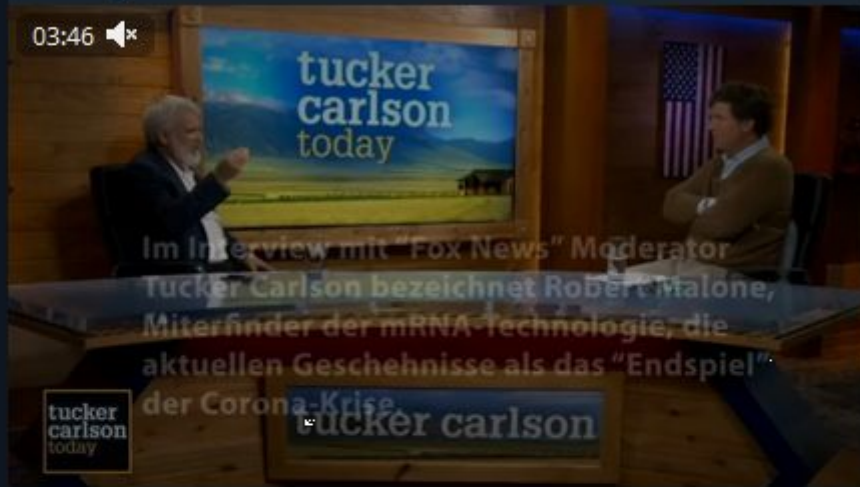 03:46
tucker
carlson
today
Im Interview mit "Fox News" Moderator
Tucker Carlson bezeichnet Robert Malone,
Miterfinder der mRNA-Technologie, die
aktuellen Geschehnisse als das "Endspiel"
der Corona-Krise.
tucker
carlson
today
tucker carlson